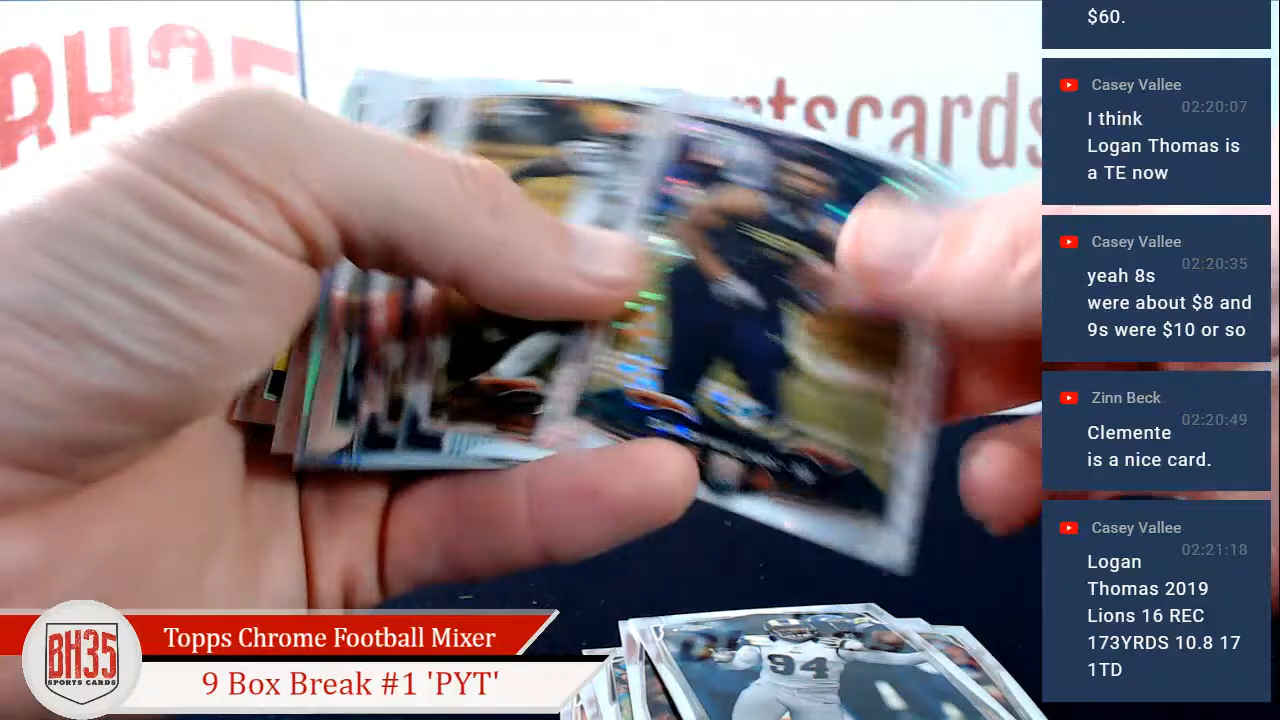 BH35
rtscards
$60.
Casey Vallee
02:20:07
I think
Logan Thomas is
a TE now
Casey Vallee
02:20:35
yeah 8s
were about $8 and
9s were $10 or so
Zinn Beck
02:20:49
Clemente
is a nice card.
Casey Vallee
02:21:18
Logan
Thomas 2019
Lions 16 REC
173YRDS 10.8 17
1TD
94
BH35
SPORTS CARDS
Topps Chrome Football Mixer
9 Box Break #1 'PYT'